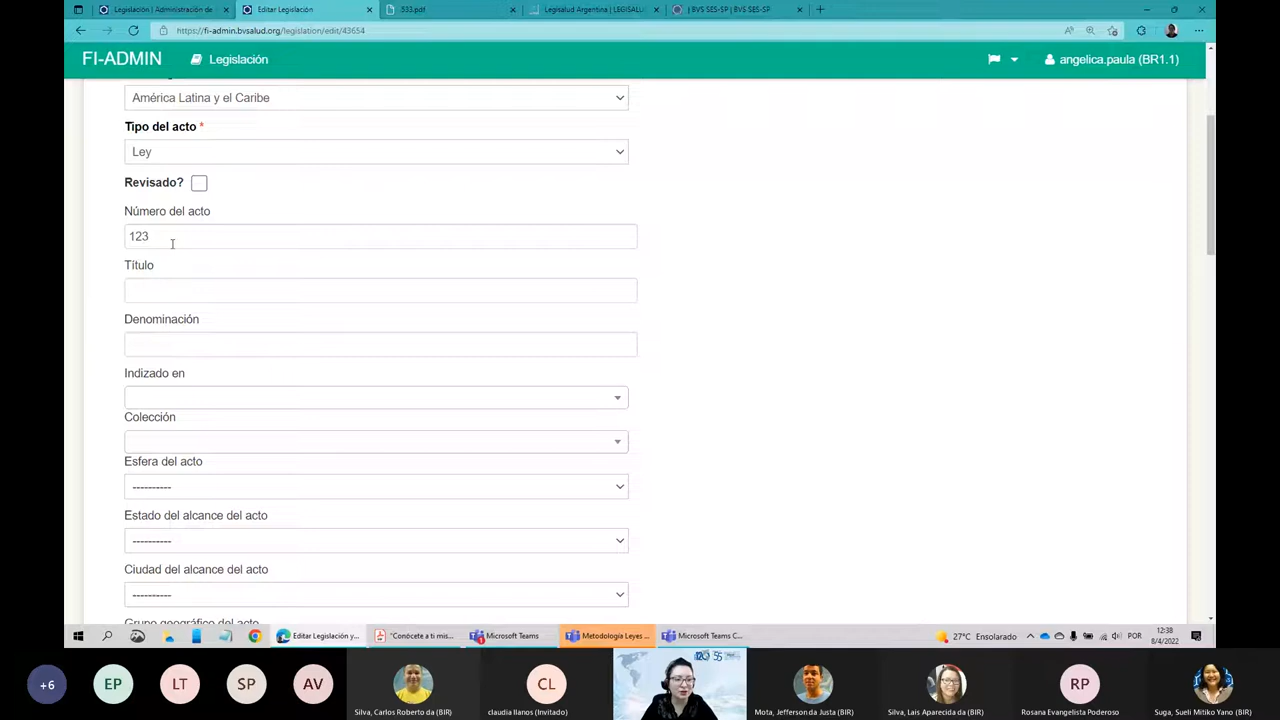 Legislación | Administración de
Editar Legislación
533.pdf
Legisalud Argentina | LEGISALU
| BVS SES-SP | BVS SES-SP
https://fi-admin.bvsalud.org/legislation/edit/43654
FI-ADMIN
Legislación
angelica.paula (BR1.1)
América Latina y el Caribe
Tipo del acto *
Ley
Revisado?
Número del acto
123
Título
Denominación
Indizado en
Colección
Esfera del acto
----------
Estado del alcance del acto
----------
Ciudad del alcance del acto
----------
Grupo geográfico del acto
Editar Legislación y...
"Conócete a ti mis...
Microsoft Teams
Metodología Leyes ...
Microsoft Teams C...
27°C Ensolarado
POR
12:38
8/4/2022
+6
EP
LT
SP
AV
CL
RP
Silva, Carlos Roberto da (BIR)
claudia llanos (Invitado)
Mota, Jefferson da Justa (BIR)
Silva, Lais Aparecida da (BIR)
Rosana Evangelista Poderoso
Suga, Sueli Mitiko Yano (BIR)